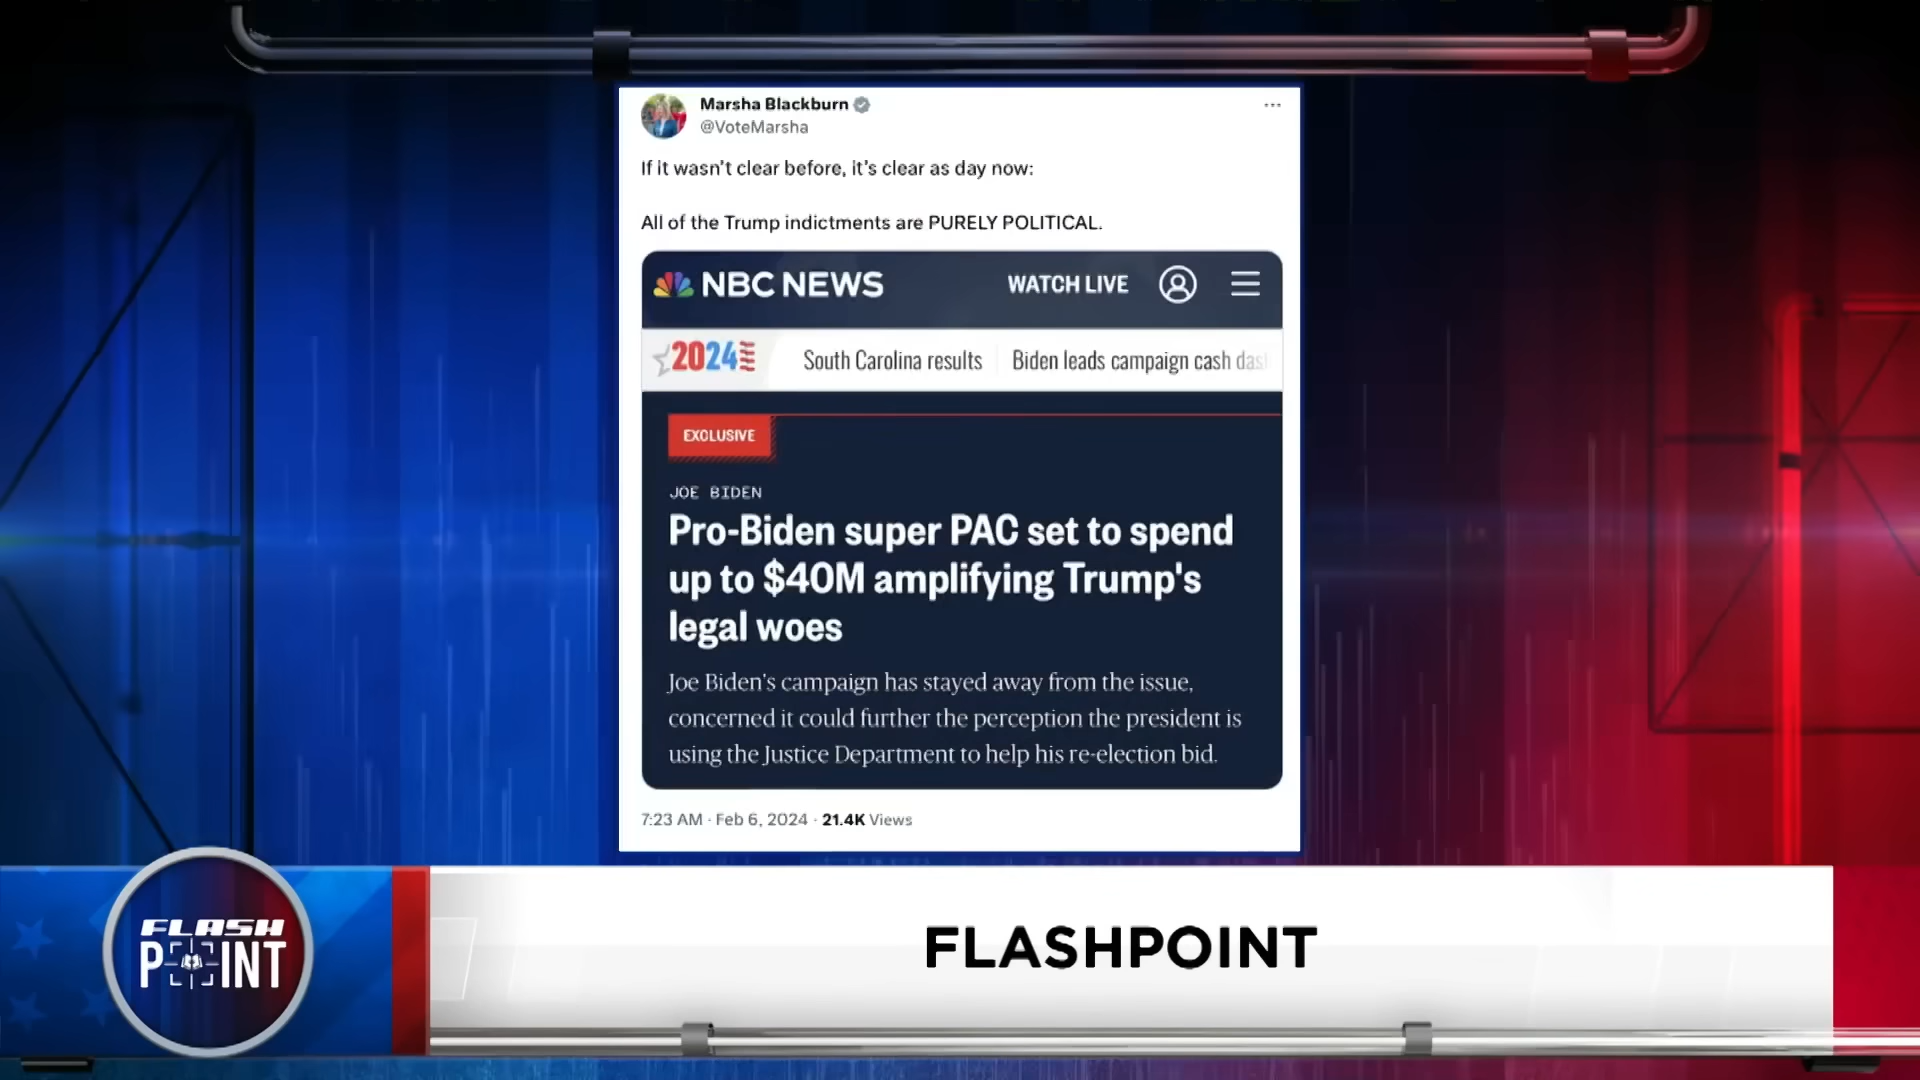 Marsha Blackburn
@VoteMarsha
If it wasn't clear before, it's clear as day now:
All of the Trump indictments are PURELY POLITICAL.
NBC NEWS
WATCH LIVE
2024
South Carolina results
Biden leads campaign cash das
EXCLUSIVE
JOE BIDEN
Pro-Biden super PAC set to spend
up to $40M amplifying Trump's
legal woes
Joe Biden's campaign has stayed away from the issue,
concerned it could further the perception the president is
using the Justice Department to help his re-election bid.
7:23 AM · Feb 6, 2024 · 21.4K Views
FLASH
POINT
FLASHPOINT